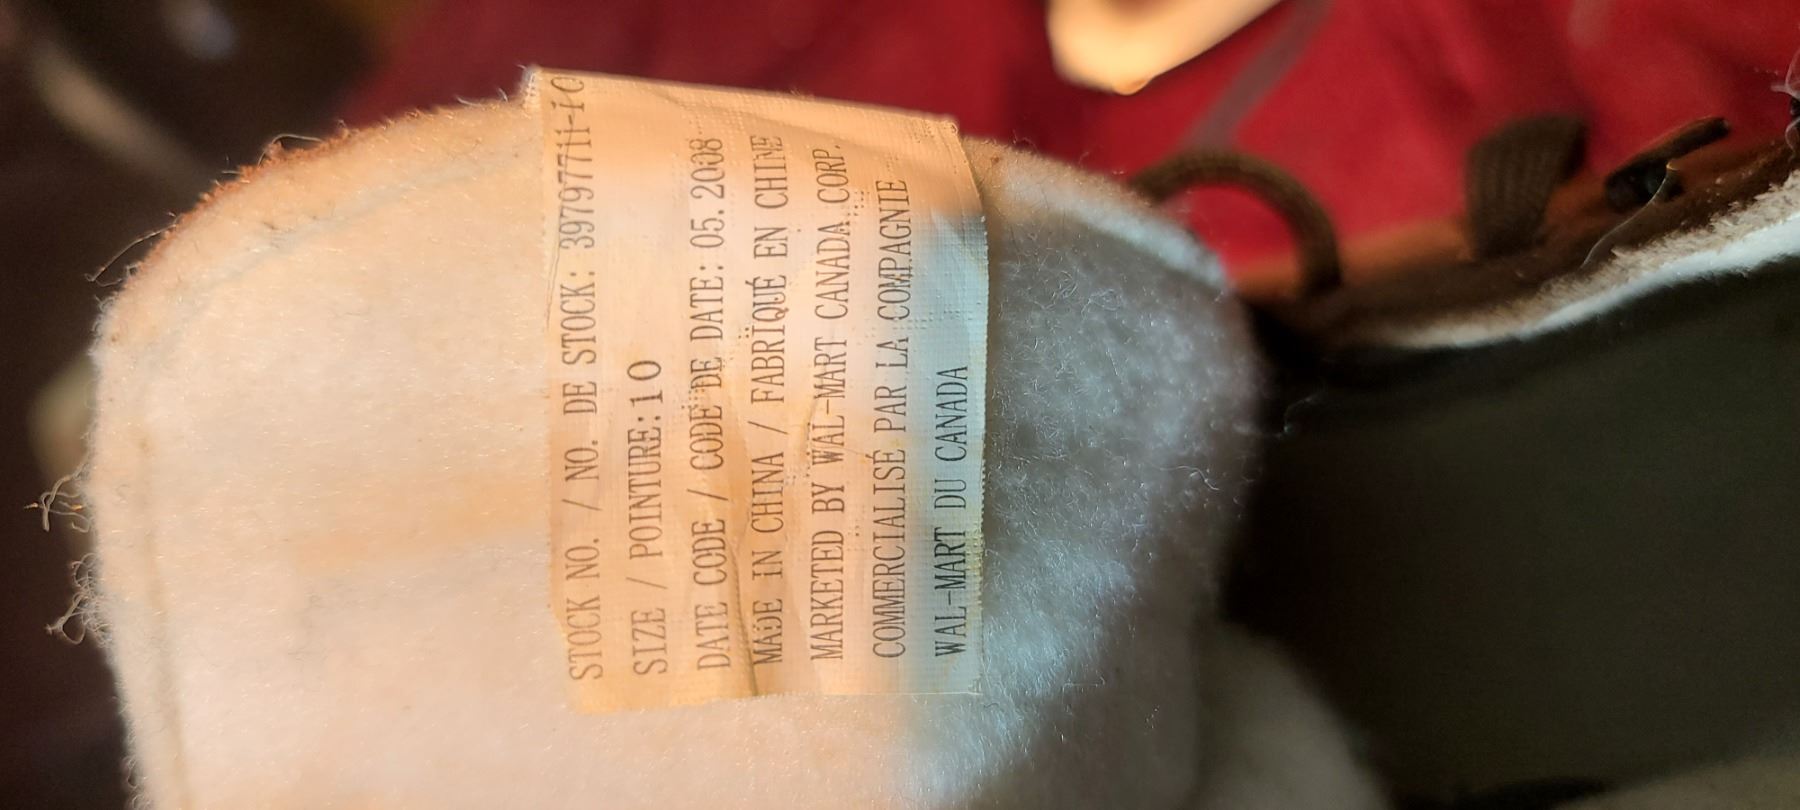 STOCK NO. / NO. DE STOCK: 39797711-10
SIZE / POINTURE:10
DATE CODE / CODE DE DATE: 05.2008
MADE IN CHINA / FABRIQUÉ EN CHINE
MARKETED BY WAL-MART CANADA CORP.
COMMERCIALISÉ PAR LA COMPAGNIE
WAL-MART DU CANADA